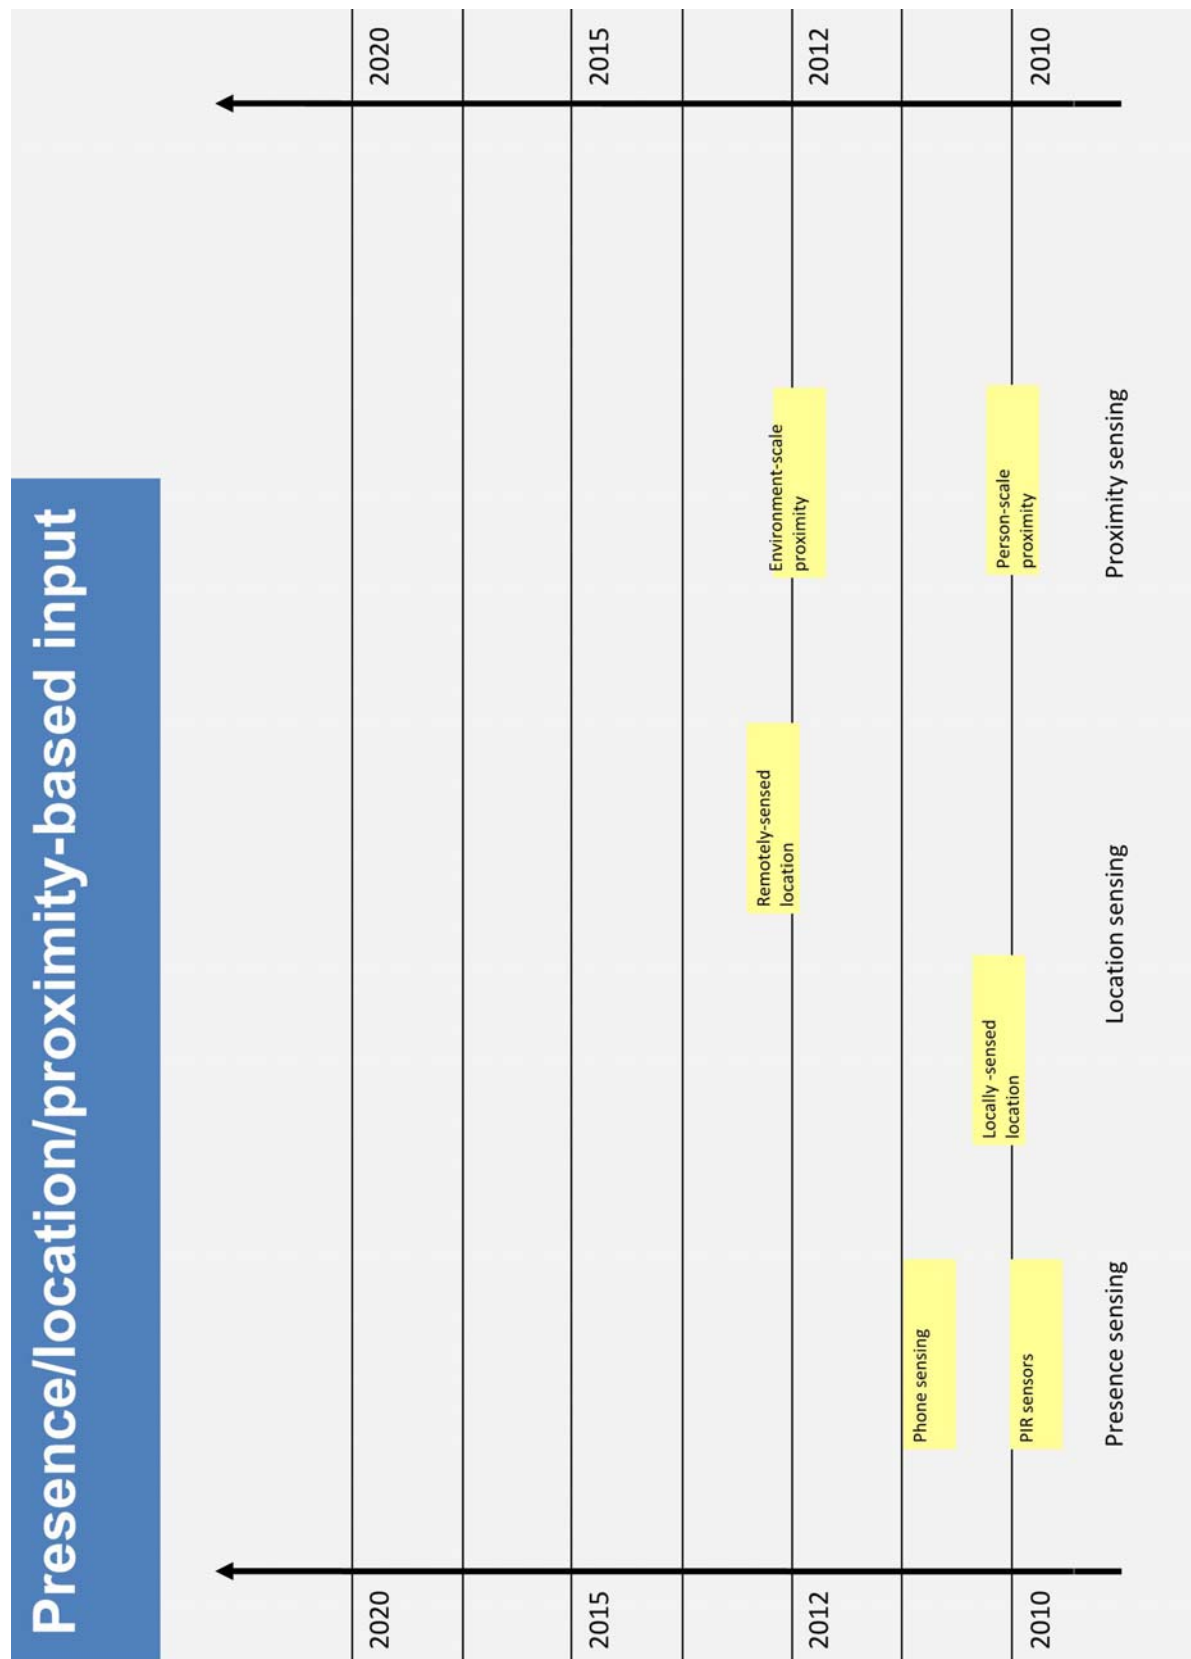 Presence/location/proximity-based input
2020
2020
2015
2015
2012
2012
2010
2010
Remotely-sensed
location
Environment-scale
proximity
Phone sensing
Locally -sensed
location
Person-scale
proximity
PIR sensors
Presence sensing
Location sensing
Proximity sensing